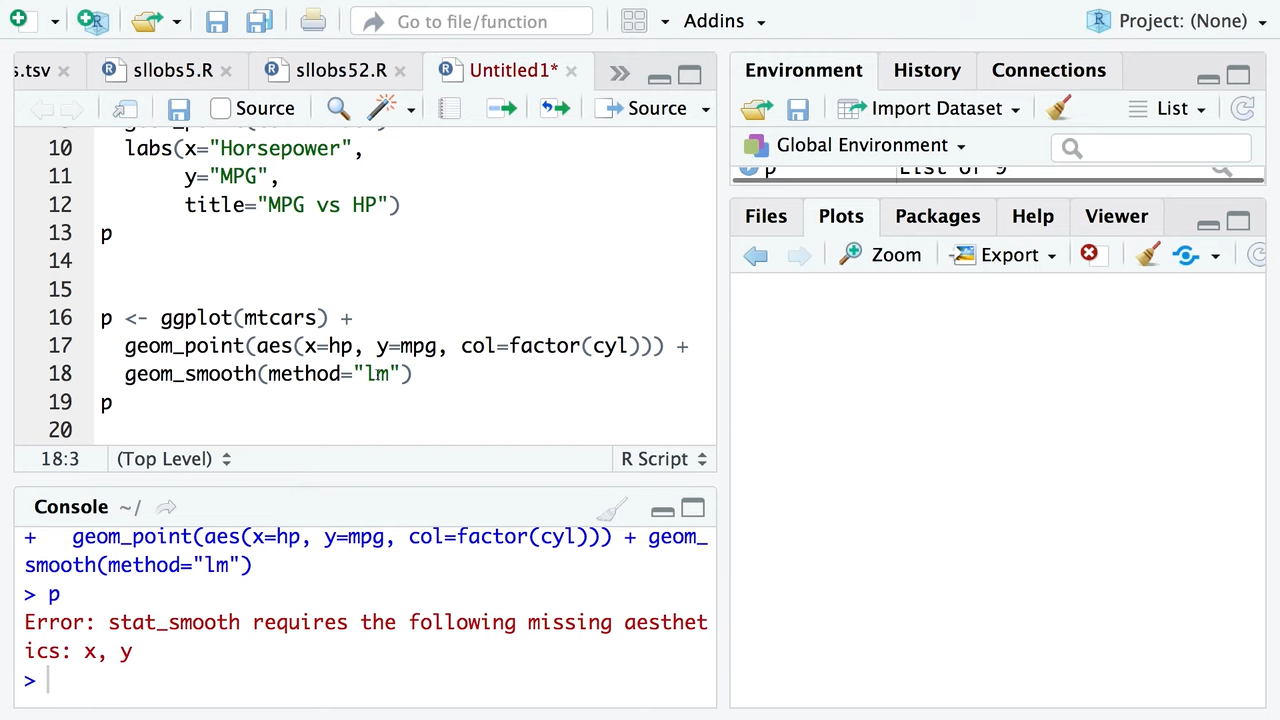 Go to file/function
Addins
Project: (None)
s.tsv
sllobs5.R
sllobs52.R
Untitled1*
Source
Source
10 labs(x="Horsepower",
11 y="MPG",
12 title="MPG vs HP")
13 p
14
15
16 p <- ggplot(mtcars) +
17 geom_point(aes(x=hp, y=mpg, col=factor(cyl))) +
18 geom_smooth(method="lm")
19 p
20
18:3 (Top Level) R Script
Console ~/
+ geom_point(aes(x=hp, y=mpg, col=factor(cyl))) + geom_
smooth(method="lm")
> p
Error: stat_smooth requires the following missing aesthet
ics: x, y
>
Environment History Connections
Import Dataset List
Global Environment
p List of 9
Files Plots Packages Help Viewer
Zoom Export